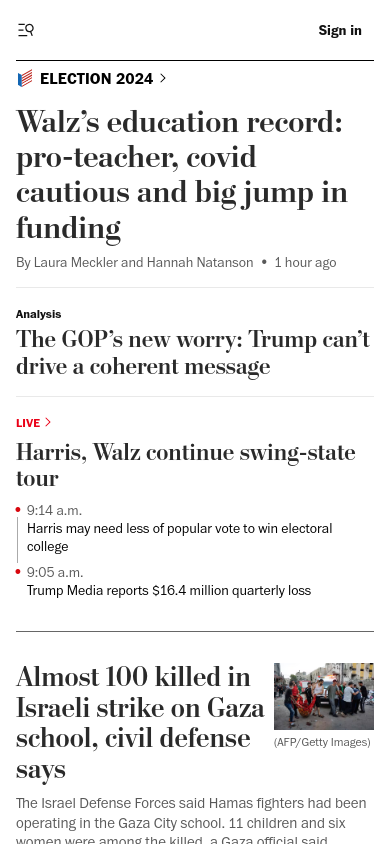 Sign in
ELECTION 2024
Walz’s education record:
pro-teacher, covid
cautious and big jump in
funding
By Laura Meckler and Hannah Natanson • 1 hour ago
Analysis
The GOP’s new worry: Trump can’t
drive a coherent message
LIVE
Harris, Walz continue swing-state
tour
9:14 a.m.
Harris may need less of popular vote to win electoral
college
9:05 a.m.
Trump Media reports $16.4 million quarterly loss
Almost 100 killed in
Israeli strike on Gaza
school, civil defense
says
(AFP/Getty Images)
The Israel Defense Forces said Hamas fighters had been
operating in the Gaza City school. 11 children and six
women were among the killed, a Gaza official said.